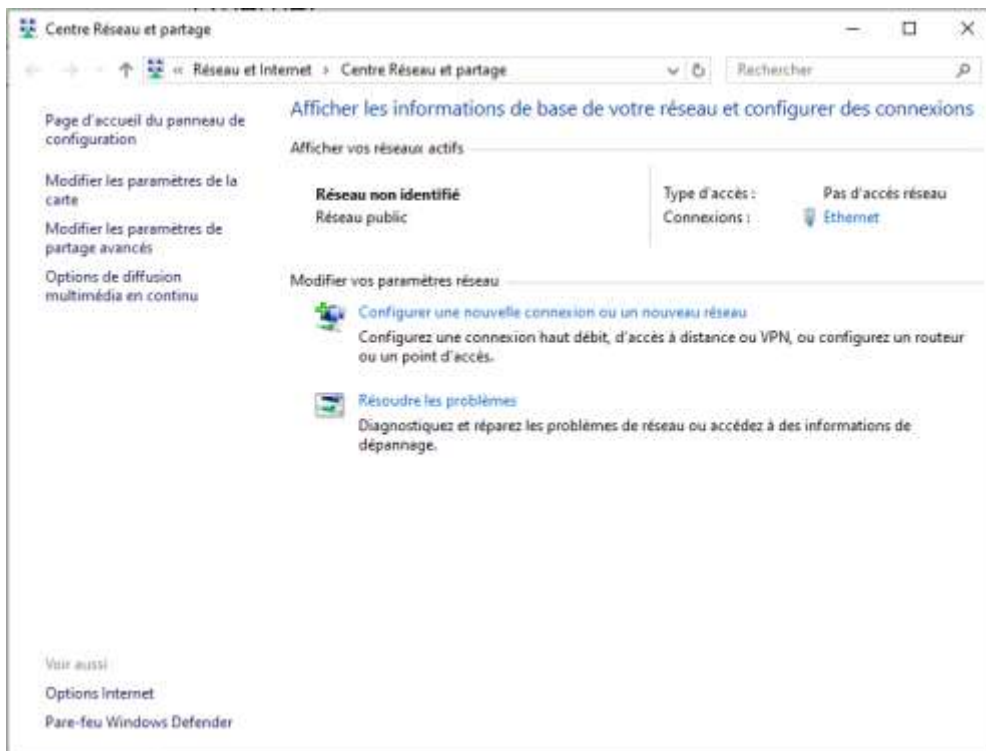 Centre Réseau et partage
« Réseau et Internet › Centre Réseau et partage
Rechercher
Page d'accueil du panneau de
configuration
Modifier les paramètres de la
carte
Modifier les paramètres de
partage avancés
Options de diffusion
multimédia en continu
Afficher les informations de base de votre réseau et configurer des connexions
Afficher vos réseaux actifs
Réseau non identifié
Réseau public
Type d'accès :
Pas d'accès réseau
Connexions :
Ethernet
Modifier vos paramètres réseau
Configurer une nouvelle connexion ou un nouveau réseau
Configurez une connexion haut débit, d'accès à distance ou VPN, ou configurez un routeur
ou un point d'accès.
Résoudre les problèmes
Diagnostiquez et réparez les problèmes de réseau ou accédez à des informations de
dépannage.
Voir aussi
Options Internet
Pare-feu Windows Defender